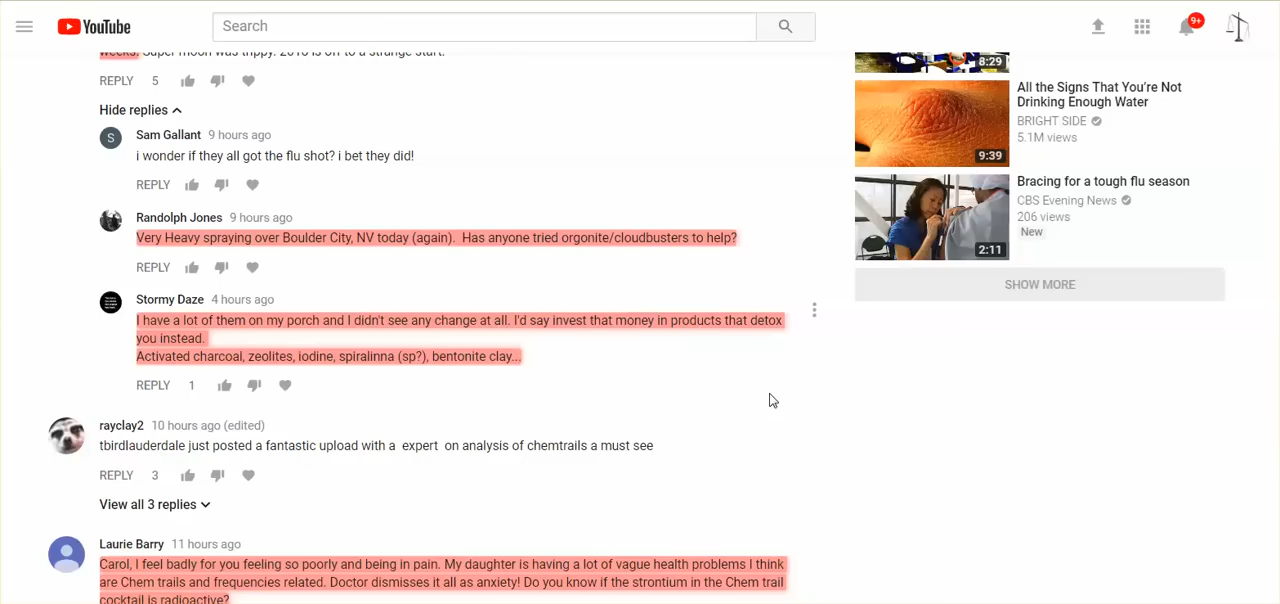 YouTube
Search
9+
weeks. Super moon was trippy. 2018 is off to a strange start.
REPLY 5
Hide replies
S
Sam Gallant 9 hours ago
i wonder if they all got the flu shot? i bet they did!
REPLY
Randolph Jones 9 hours ago
Very Heavy spraying over Boulder City, NV today (again). Has anyone tried orgonite/cloudbusters to help?
REPLY
Stormy Daze 4 hours ago
I have a lot of them on my porch and I didn't see any change at all. I'd say invest that money in products that detox
you instead.
Activated charcoal, zeolites, iodine, spiralinna (sp?), bentonite clay...
REPLY 1
rayclay2 10 hours ago (edited)
tbirdlauderdale just posted a fantastic upload with a expert on analysis of chemtrails a must see
REPLY 3
View all 3 replies
Laurie Barry 11 hours ago
Carol, I feel badly for you feeling so poorly and being in pain. My daughter is having a lot of vague health problems I think
are Chem trails and frequencies related. Doctor dismisses it all as anxiety! Do you know if the strontium in the Chem trail
cocktail is radioactive?
8:29
All the Signs That You're Not
Drinking Enough Water
BRIGHT SIDE
5.1M views
9:39
Bracing for a tough flu season
CBS Evening News
206 views
New
2:11
SHOW MORE